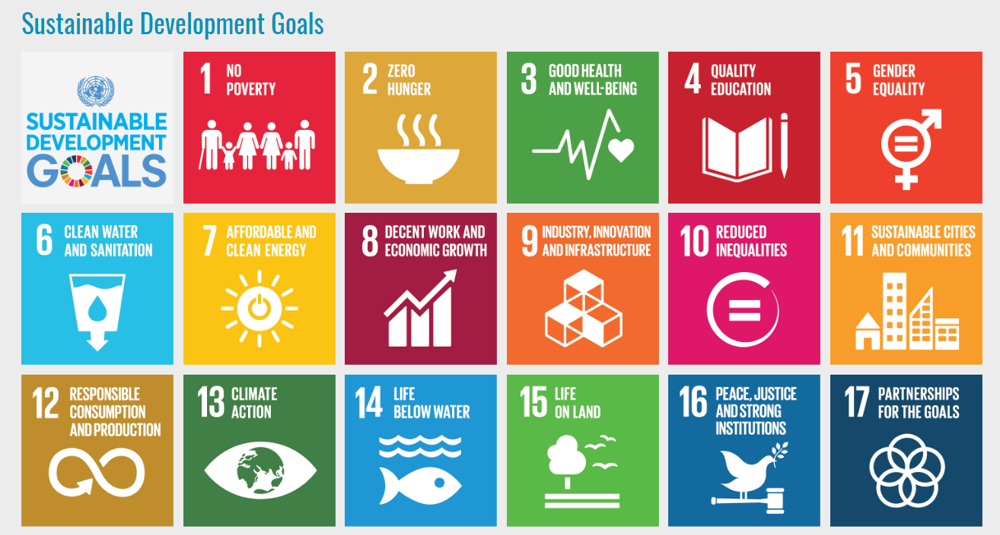 Sustainable Development Goals
SUSTAINABLE
DEVELOPMENT
GOALS
1 NO
POVERTY
2 ZERO
HUNGER
3 GOOD HEALTH
AND WELL-BEING
4 QUALITY
EDUCATION
5 GENDER
EQUALITY
6 CLEAN WATER
AND SANITATION
7 AFFORDABLE AND
CLEAN ENERGY
8 DECENT WORK AND
ECONOMIC GROWTH
9 INDUSTRY, INNOVATION
AND INFRASTRUCTURE
10 REDUCED
INEQUALITIES
11 SUSTAINABLE CITIES
AND COMMUNITIES
12 RESPONSIBLE
CONSUMPTION
AND PRODUCTION
13 CLIMATE
ACTION
14 LIFE
BELOW WATER
15 LIFE
ON LAND
16 PEACE, JUSTICE
AND STRONG
INSTITUTIONS
17 PARTNERSHIPS
FOR THE GOALS